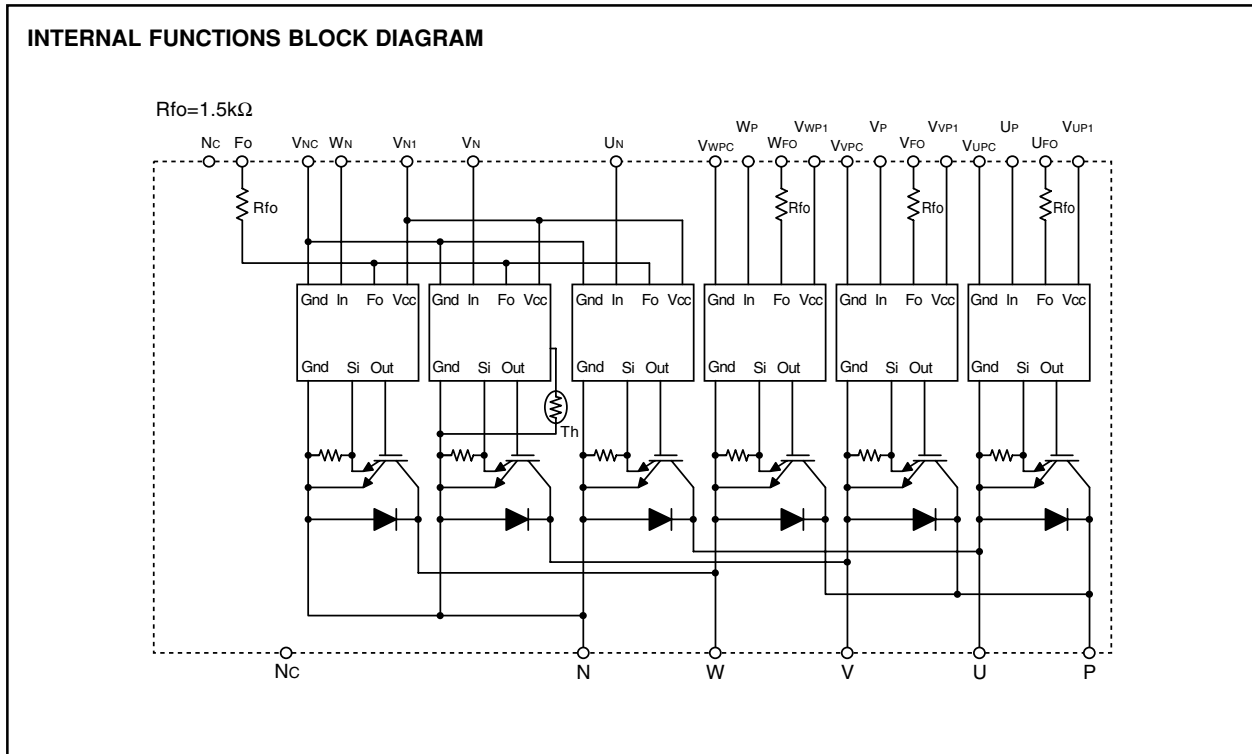 INTERNAL FUNCTIONS BLOCK DIAGRAM
Rfo=1.5kΩ
WP VWP1 VP VVP1 UP VUP1
NC FO VNC WN VN1 VN UN VWPC WFO VVPC VFO VUPC UFO
Rfo Rfo Rfo Rfo
Gnd In Fo Vcc Gnd In Fo Vcc Gnd In Fo Vcc Gnd In Fo Vcc Gnd In Fo Vcc Gnd In Fo Vcc
Gnd Si Out Gnd Si Out Gnd Si Out Gnd Si Out Gnd Si Out Gnd Si Out
Th
NC N W V U P